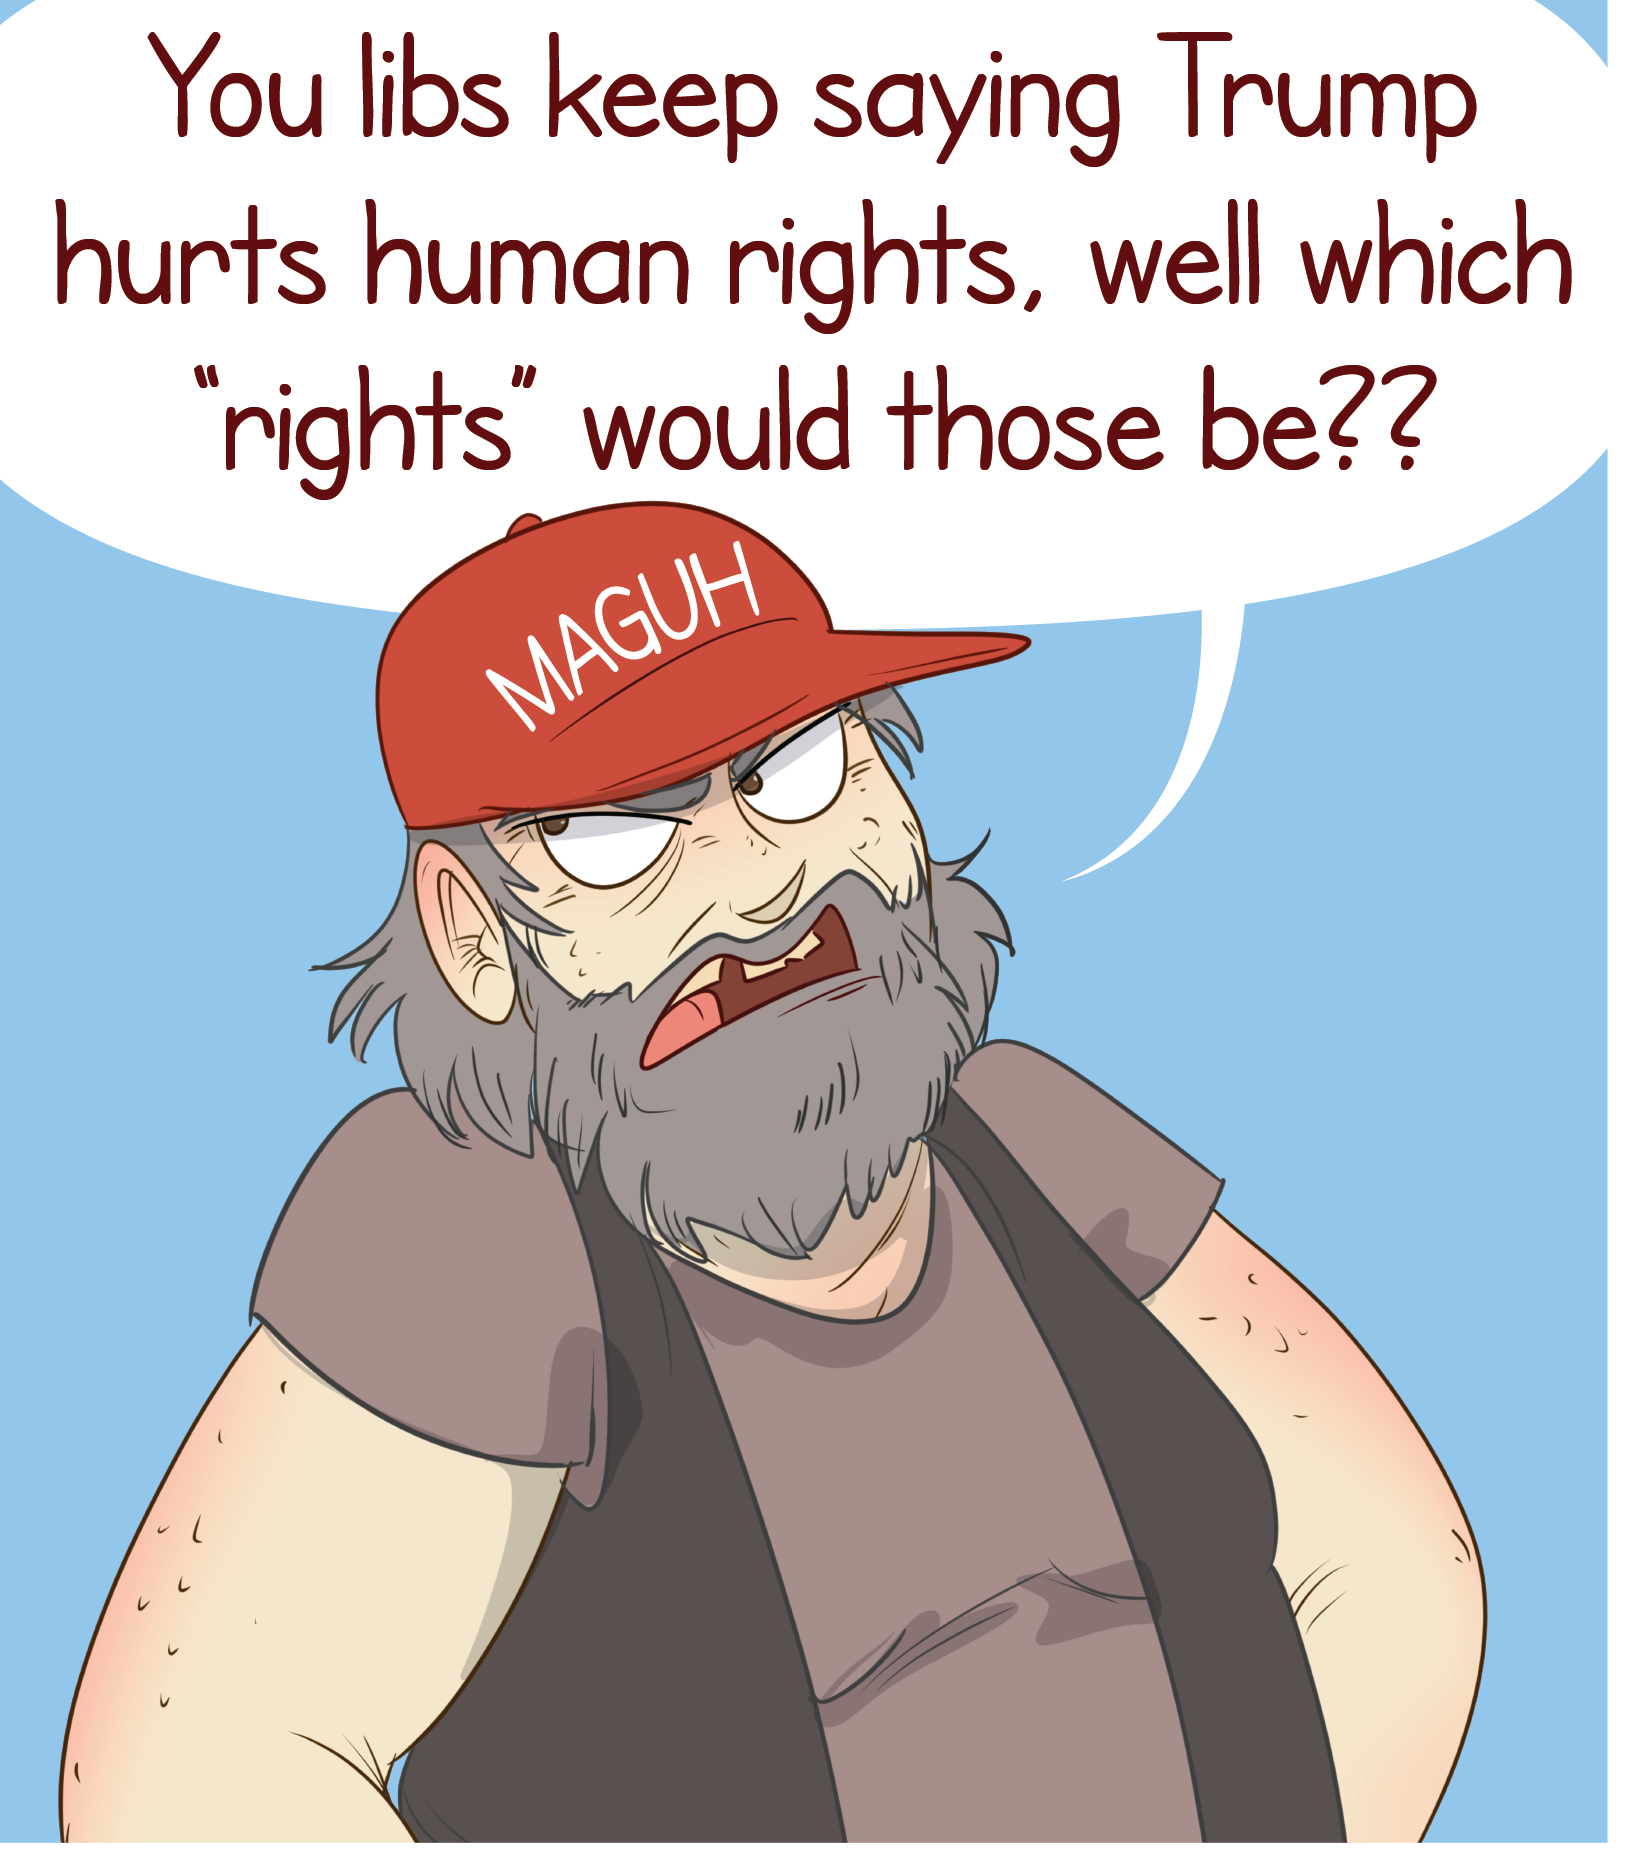 You libs keep saying Trump
hurts human rights, well which
“rights” would those be??
MAGUH